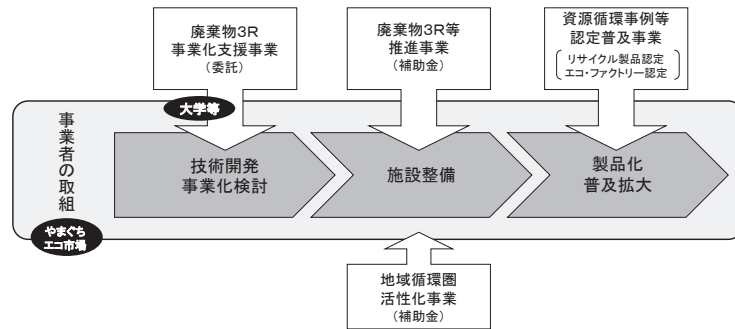 廃棄物3R
事業化支援事業
（委託）
廃棄物3R等
推進事業
（補助金）
資源循環事例等
認定普及事業
リサイクル製品認定
エコ・ファクトリー認定
大学等
事業者の取組
技術開発
事業化検討
施設整備
製品化
普及拡大
やまぐち
エコ市場
地域循環圏
活性化事業
（補助金）